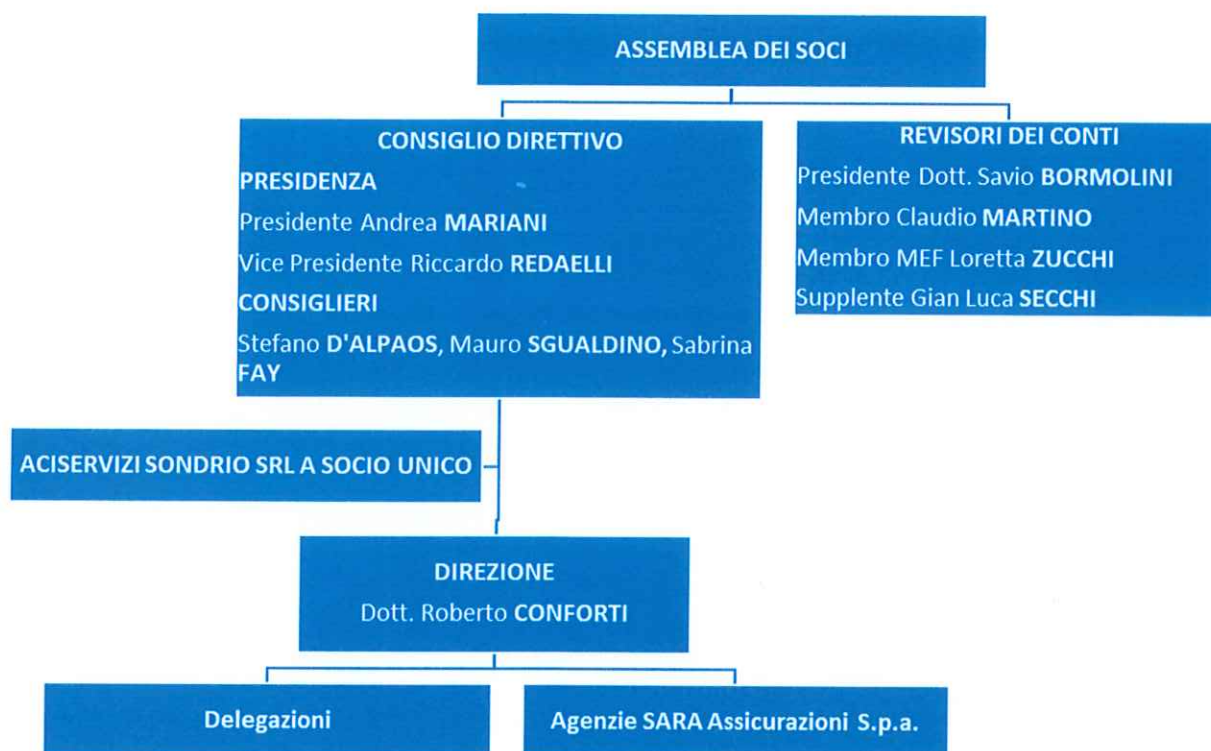 ASSEMBLEA DEI SOCI
CONSIGLIO DIRETTIVO
PRESIDENZA
Presidente Andrea MARIANI
Vice Presidente Riccardo REDAELLI
CONSIGLIERI
Stefano D'ALPAOS, Mauro SGUALDINO, Sabrina
FAY
REVISORI DEI CONTI
Presidente Dott. Savio BORMOLINI
Membro Claudio MARTINO
Membro MEF Loretta ZUCCHI
Supplente Gian Luca SECCHI
ACISERVIZI SONDRIO SRL A SOCIO UNICO
DIREZIONE
Dott. Roberto CONFORTI
Delegazioni
Agenzie SARA Assicurazioni S.p.a.